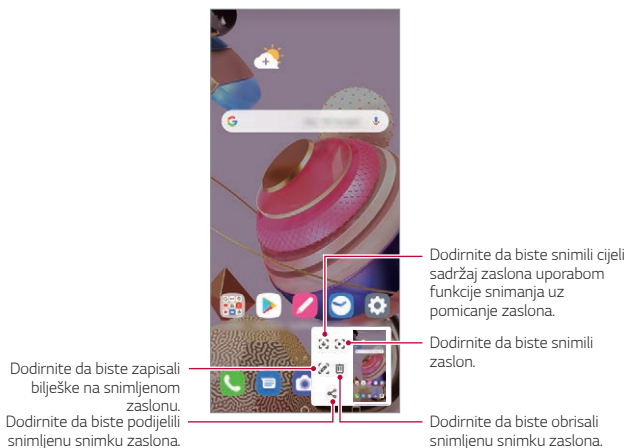 Dodirnite da biste snimili cijeli
sadržaj zaslona uporabom
funkcije snimanja uz
pomicanje zaslona.
Dodirnite da biste snimili
zaslon.
Dodirnite da biste zapisali
bilješke na snimljenom
zaslonu.
Dodirnite da biste podijelili
snimljenu snimku zaslona.
Dodirnite da biste obrisali
snimljenu snimku zaslona.